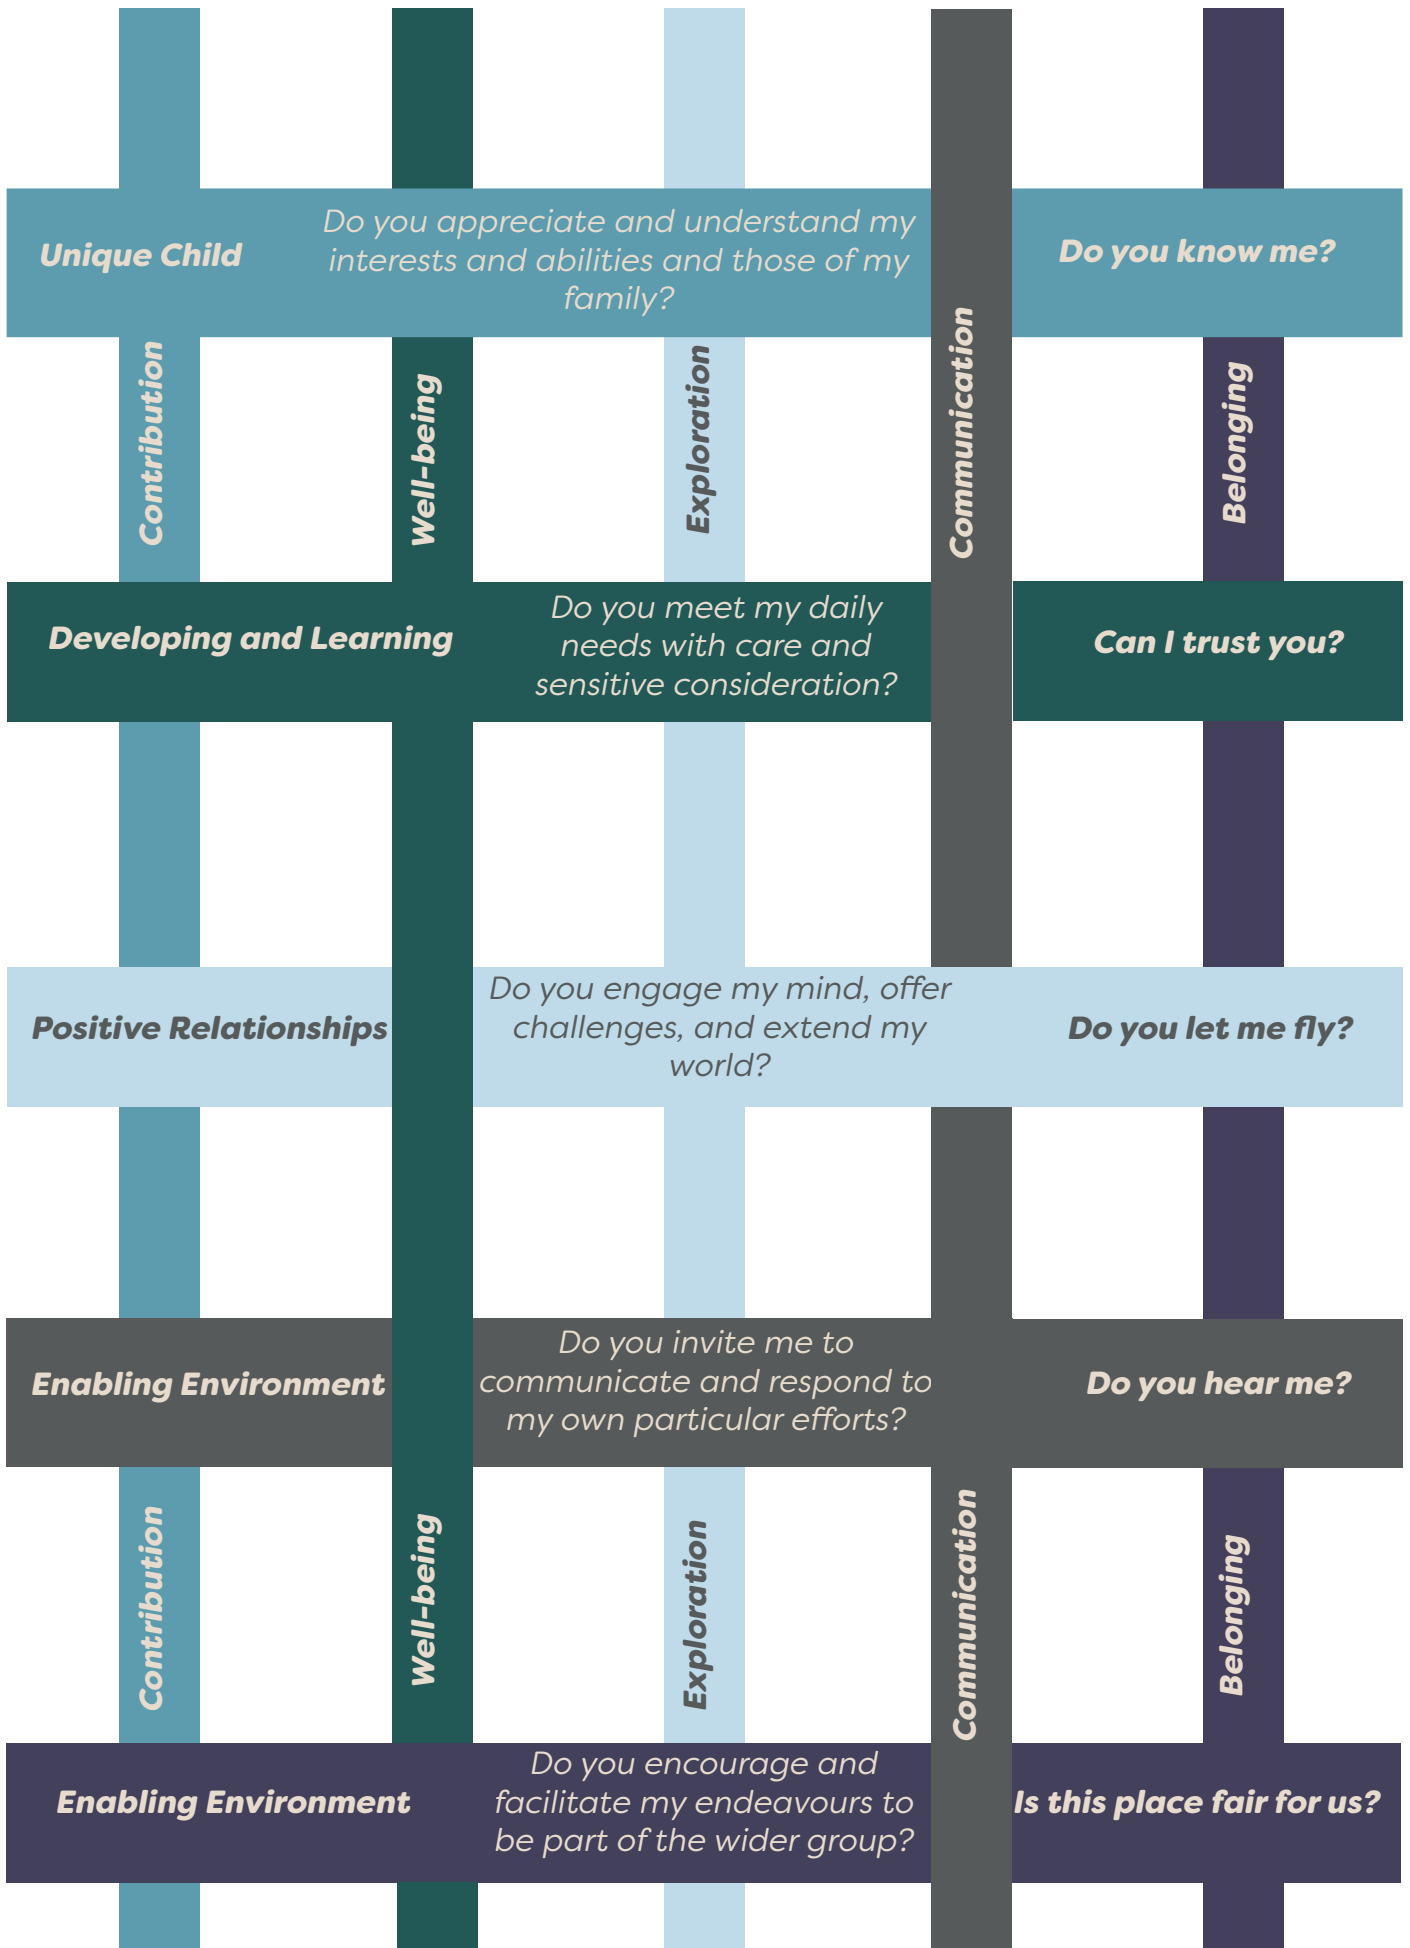 Unique Child
Do you appreciate and understand my
interests and abilities and those of my
family?
Do you know me?
Contribution
Well-being
Exploration
Communication
Belonging
Developing and Learning
Do you meet my daily
needs with care and
sensitive consideration?
Can I trust you?
Positive Relationships
Do you engage my mind, offer
challenges, and extend my
world?
Do you let me fly?
Enabling Environment
Do you invite me to
communicate and respond to
my own particular efforts?
Do you hear me?
Contribution
Well-being
Exploration
Communication
Belonging
Enabling Environment
Do you encourage and
facilitate my endeavours to
be part of the wider group?
Is this place fair for us?